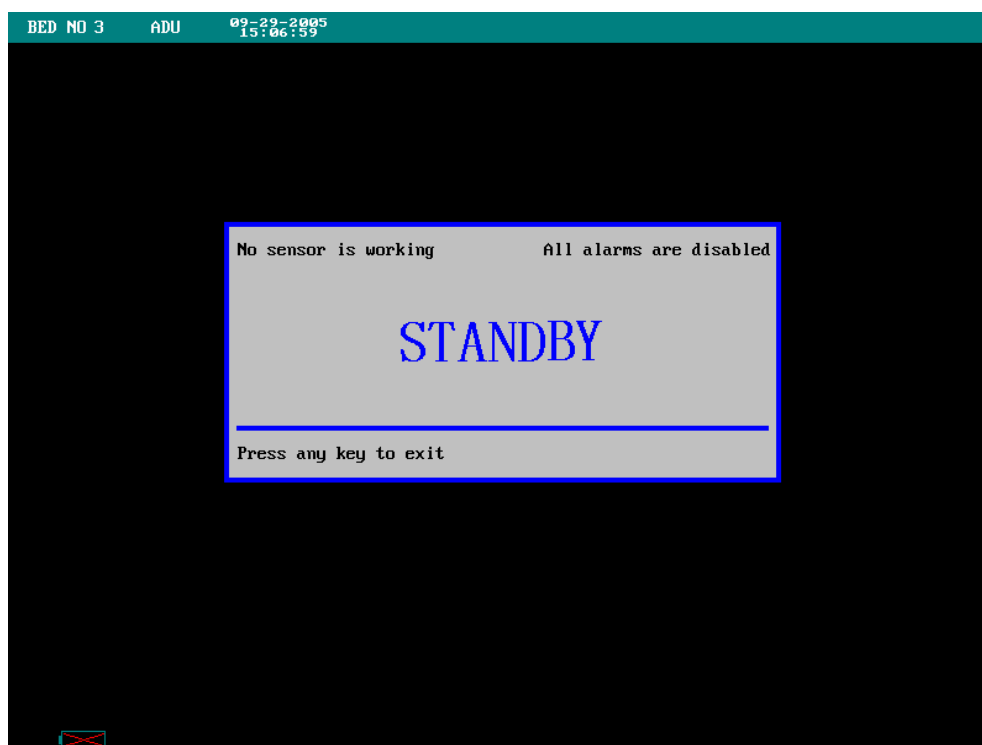 BED NO 3 ADU 09-29-2005
15:06:59
No sensor is working All alarms are disabled
STANDBY
Press any key to exit